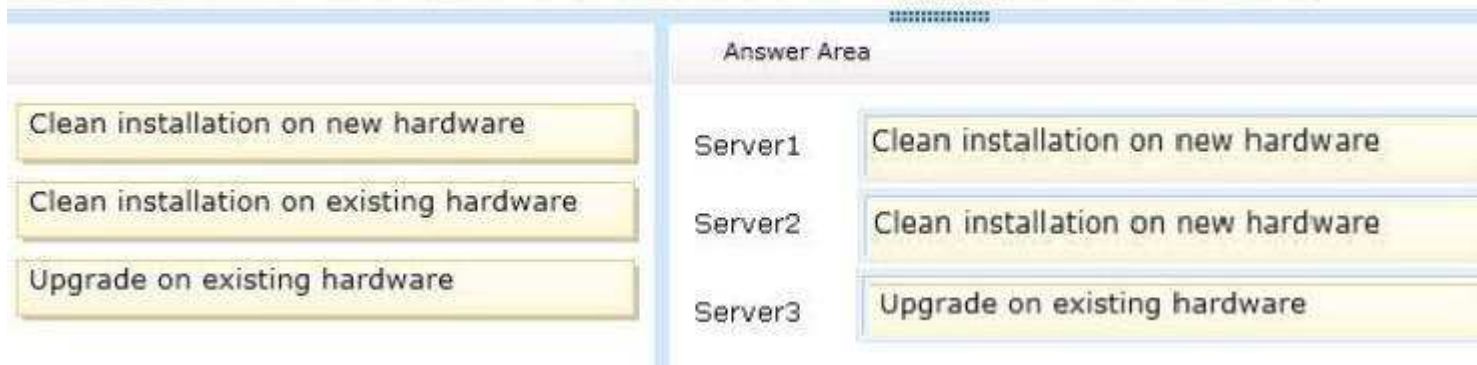 Answer Area
Clean installation on new hardware
Clean installation on existing hardware
Upgrade on existing hardware
Server1 Clean installation on new hardware
Server2 Clean installation on new hardware
Server3 Upgrade on existing hardware